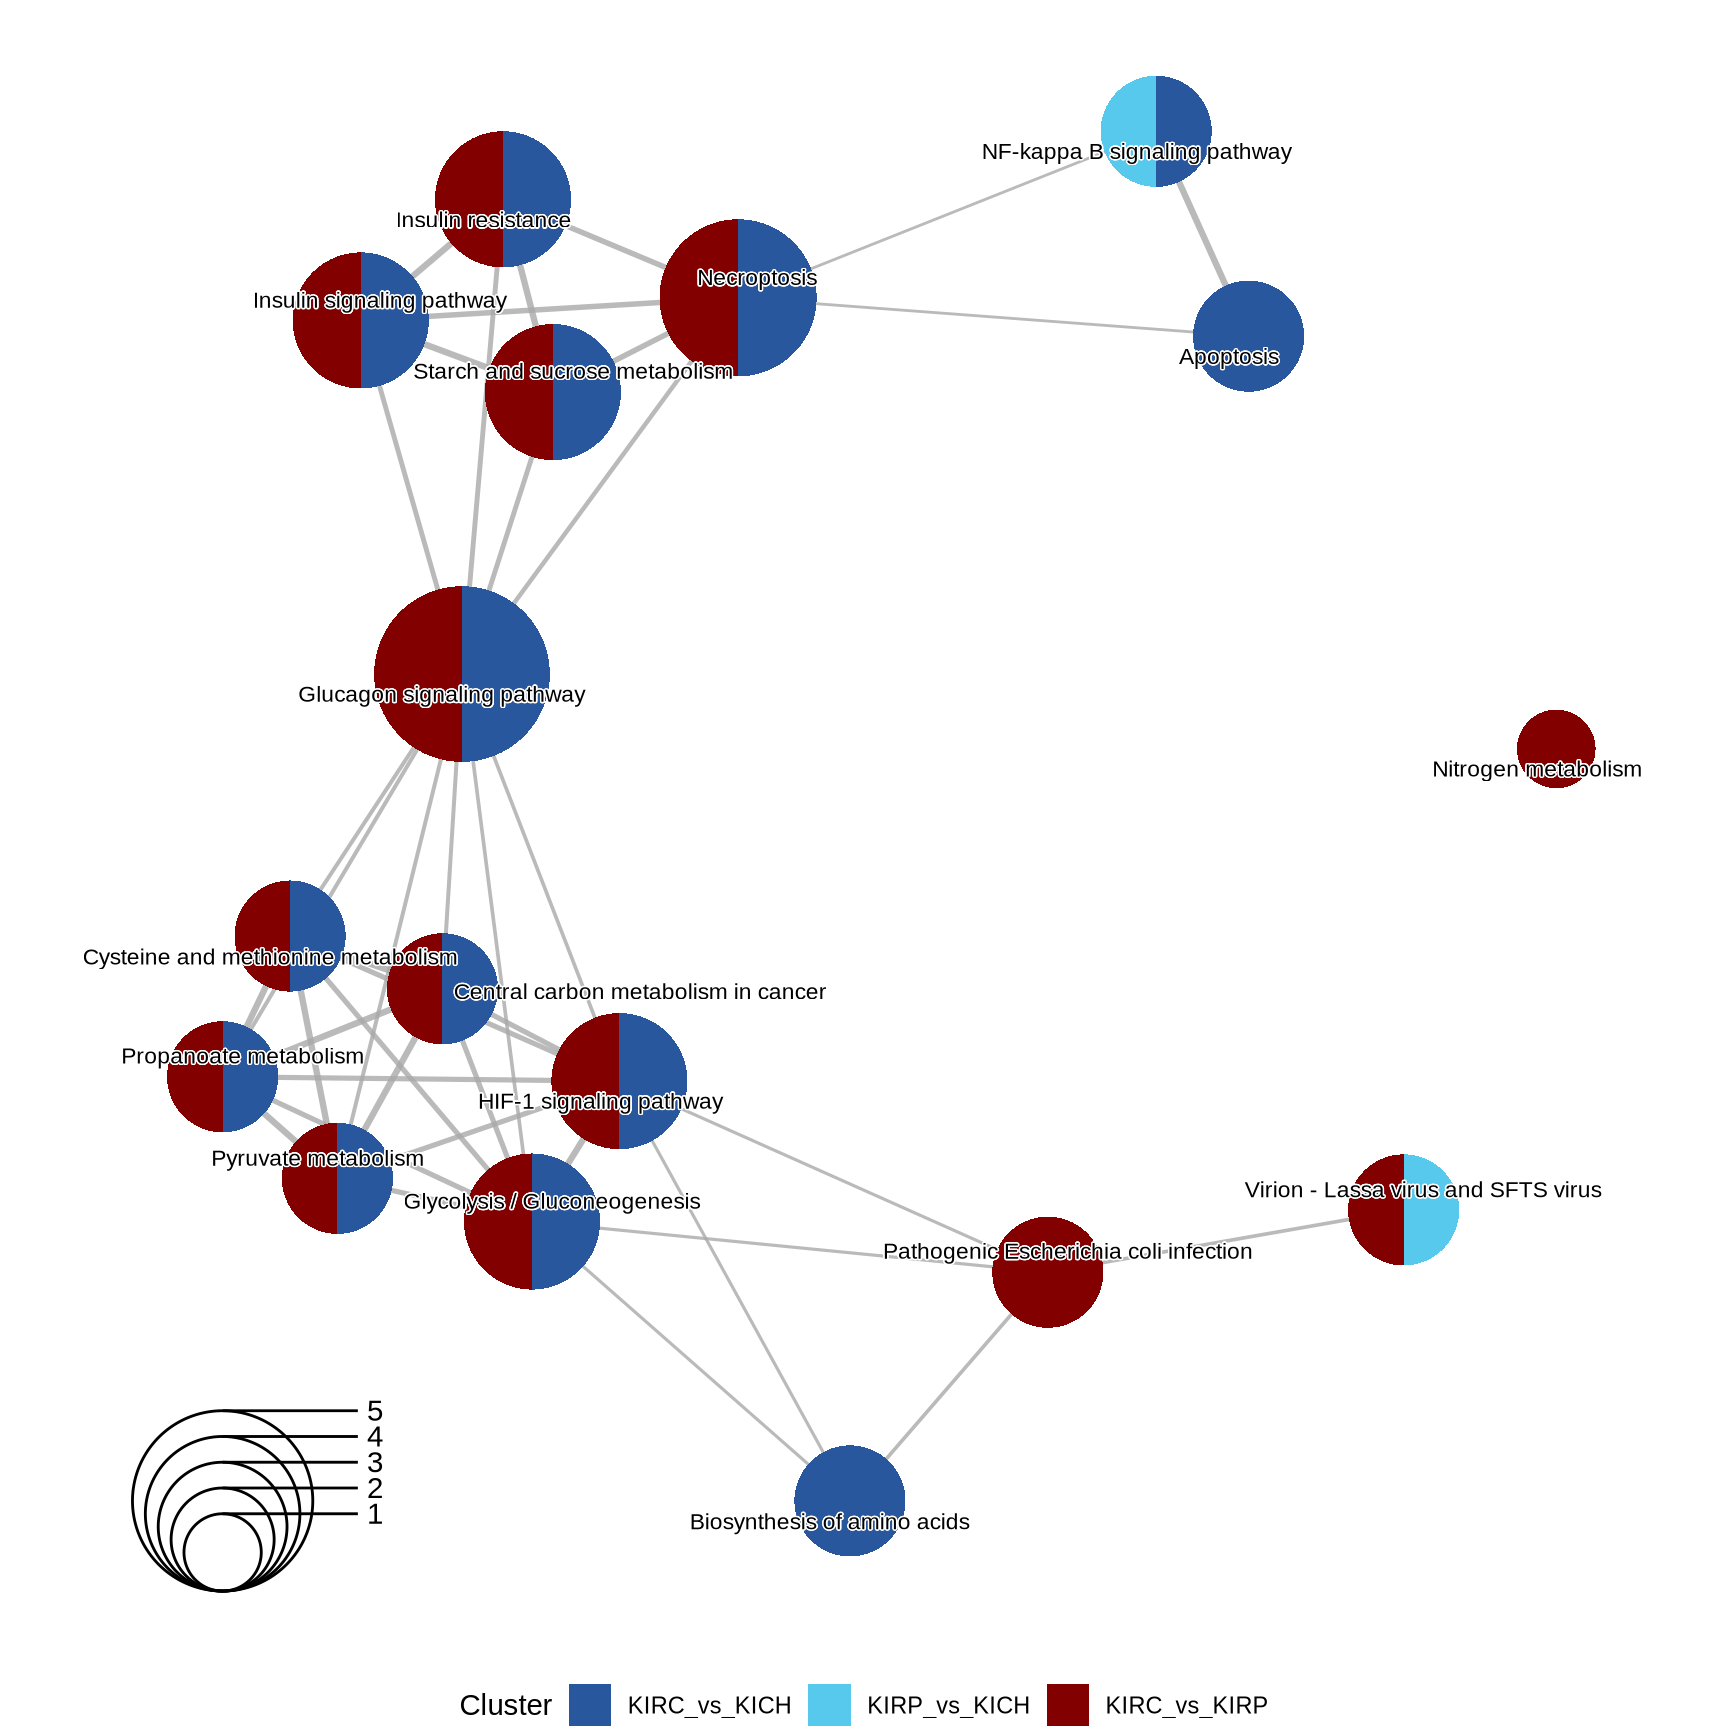 NF-kappa B signaling pathway
Insulin resistance
Necroptosis
Insulin signaling pathway
Apoptosis
Starch and sucrose metabolism
Glucagon signaling pathway
Nitrogen metabolism
Cysteine and methionine metabolism
Central carbon metabolism in cancer
Propanoate metabolism
HIF-1 signaling pathway
Pyruvate metabolism
Virion - Lassa virus and SFTS virus
Glycolysis / Gluconeogenesis
Pathogenic Escherichia coli infection
5
4
3
2
1
Biosynthesis of amino acids
Cluster KIRC_vs_KICH KIRP_vs_KICH KIRC_vs_KIRP